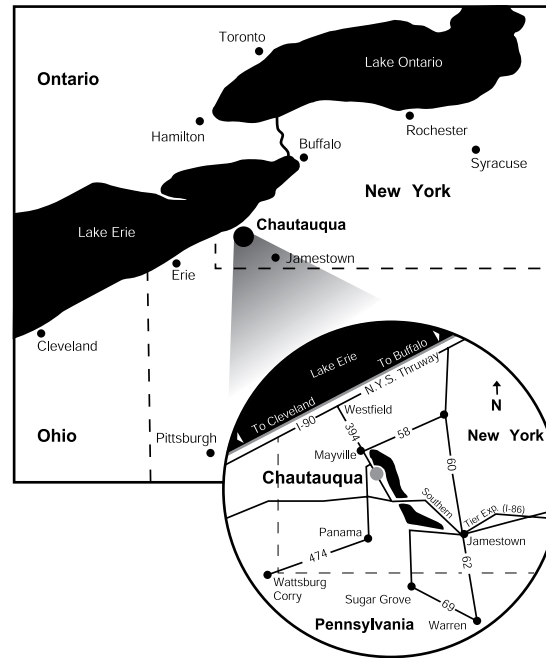 Toronto
Lake Ontario
Ontario
Hamilton
Rochester
Buffalo
Syracuse
New York
Chautauqua
Lake Erie
Jamestown
Erie
Cleveland
Ohio
Pittsburgh
Lake Erie
To Buffalo
N.Y.S. Thruway
To Cleveland
I-90
Westfield
N
New York
394
58
Mayville
60
Chautauqua
Southern
Tier Exp. (I-86)
Panama
Jamestown
474
62
Wattsburg
Corry
Sugar Grove
69
Pennsylvania
Warren